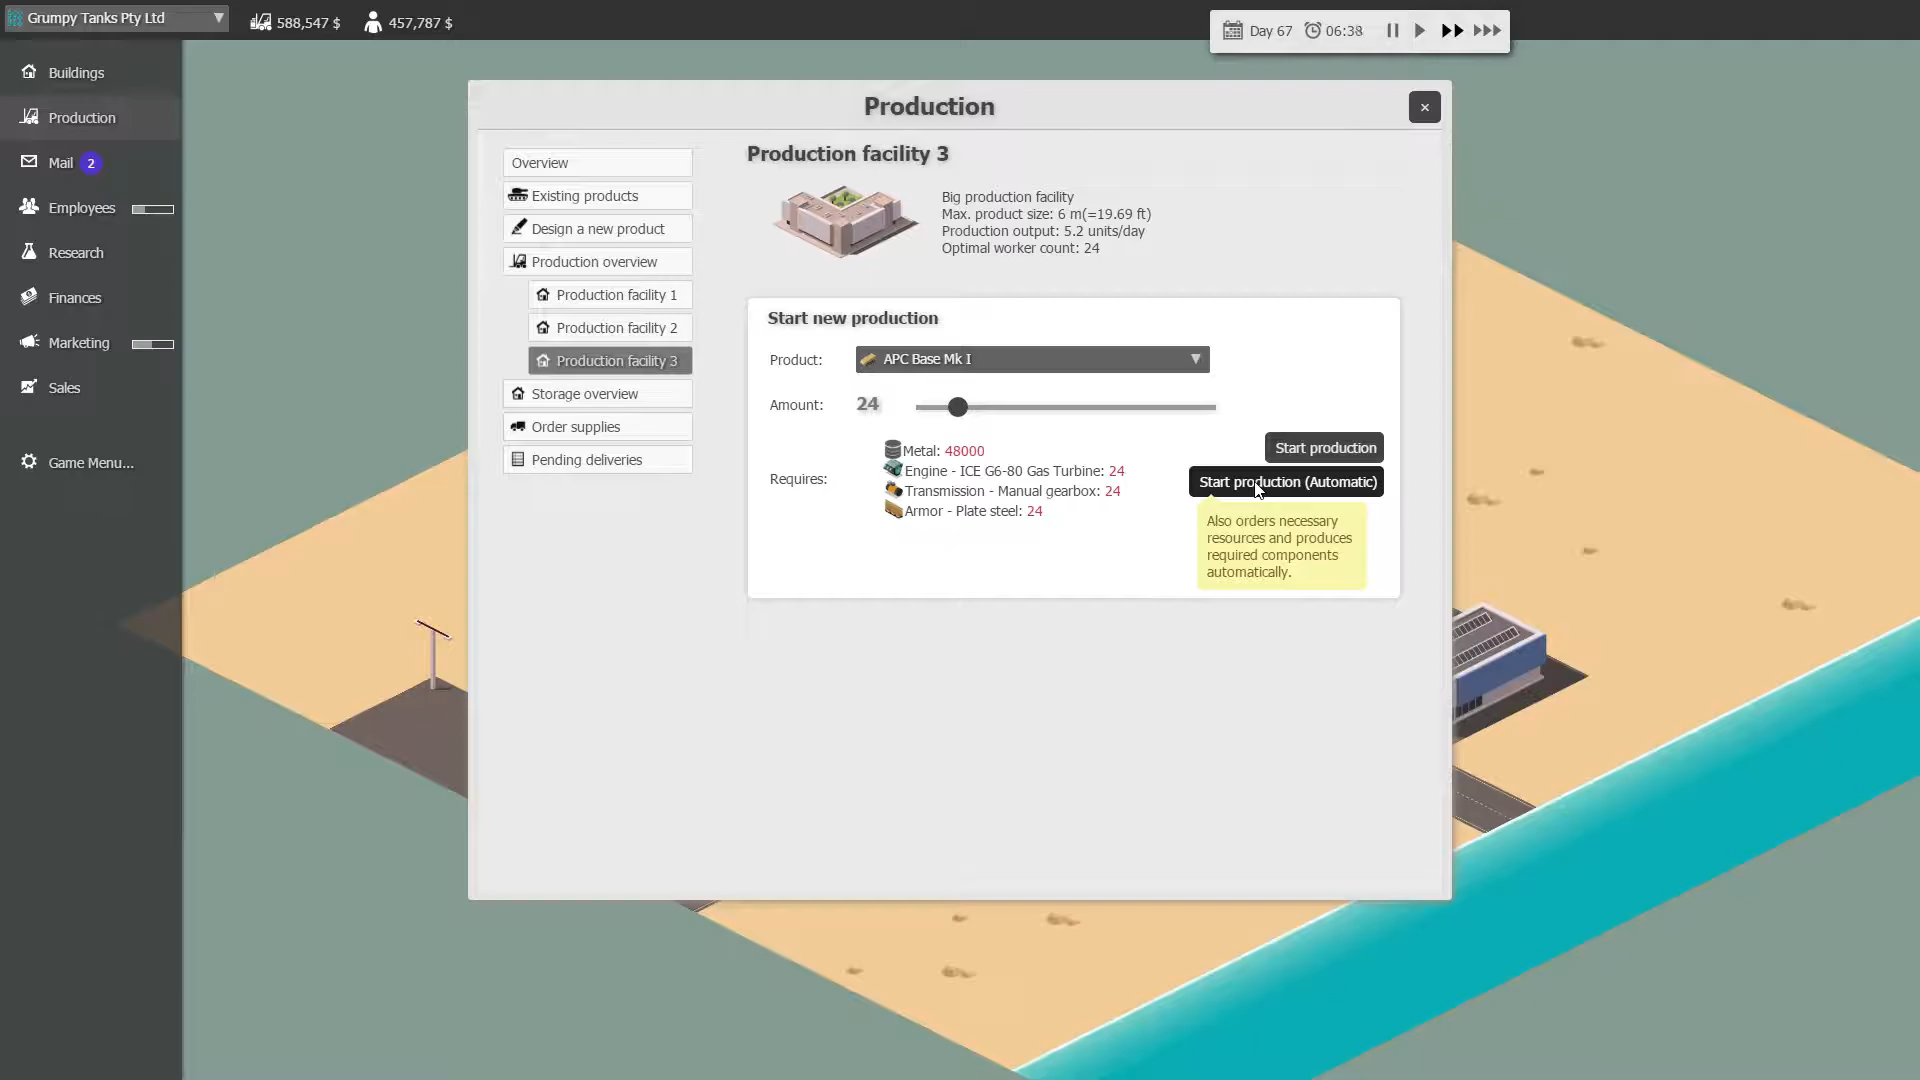 Grumpy Tanks Pty Ltd
588,547 $
457,787 $
Day 67
06:38
Buildings
Production
Mail 2
Employees
Research
Finances
Marketing
Sales
Game Menu...
Production
×
Overview
Existing products
Design a new product
Production overview
Production facility 1
Production facility 2
Production facility 3
Storage overview
Order supplies
Pending deliveries
Production facility 3
Big production facility
Max. product size: 6 m(=19.69 ft)
Production output: 5.2 units/day
Optimal worker count: 24
Start new production
Product: APC Base Mk I
Amount: 24
Requires:
Metal: 48000
Engine - ICE G6-80 Gas Turbine: 24
Transmission - Manual gearbox: 24
Armor - Plate steel: 24
Start production
Start production (Automatic)
Also orders necessary
resources and produces
required components
automatically.